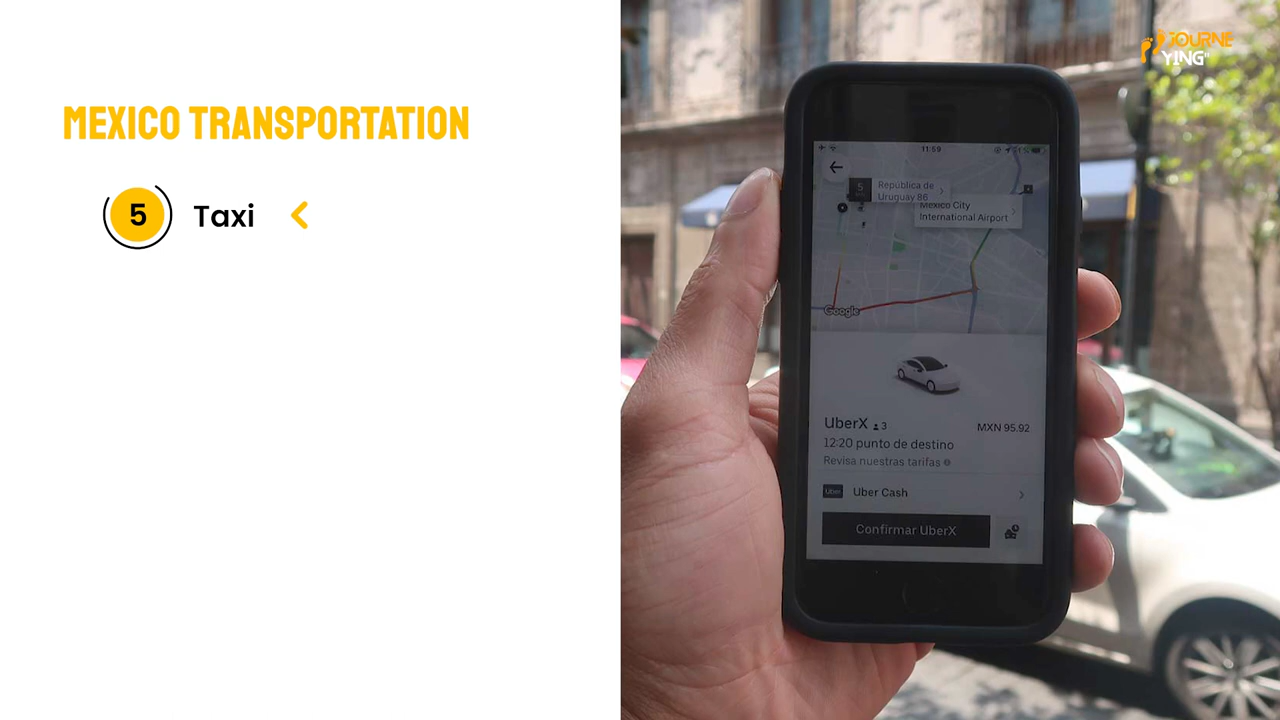 MEXICO TRANSPORTATION
5 Taxi
JOURNE
YING"
11:59
5
República de
Uruguay 86
Mexico City
International Airport
Google
UberX 3
MXN 95.92
12:20 punto de destino
Revisa nuestras tarifas
Uber Uber Cash
Confirmar UberX